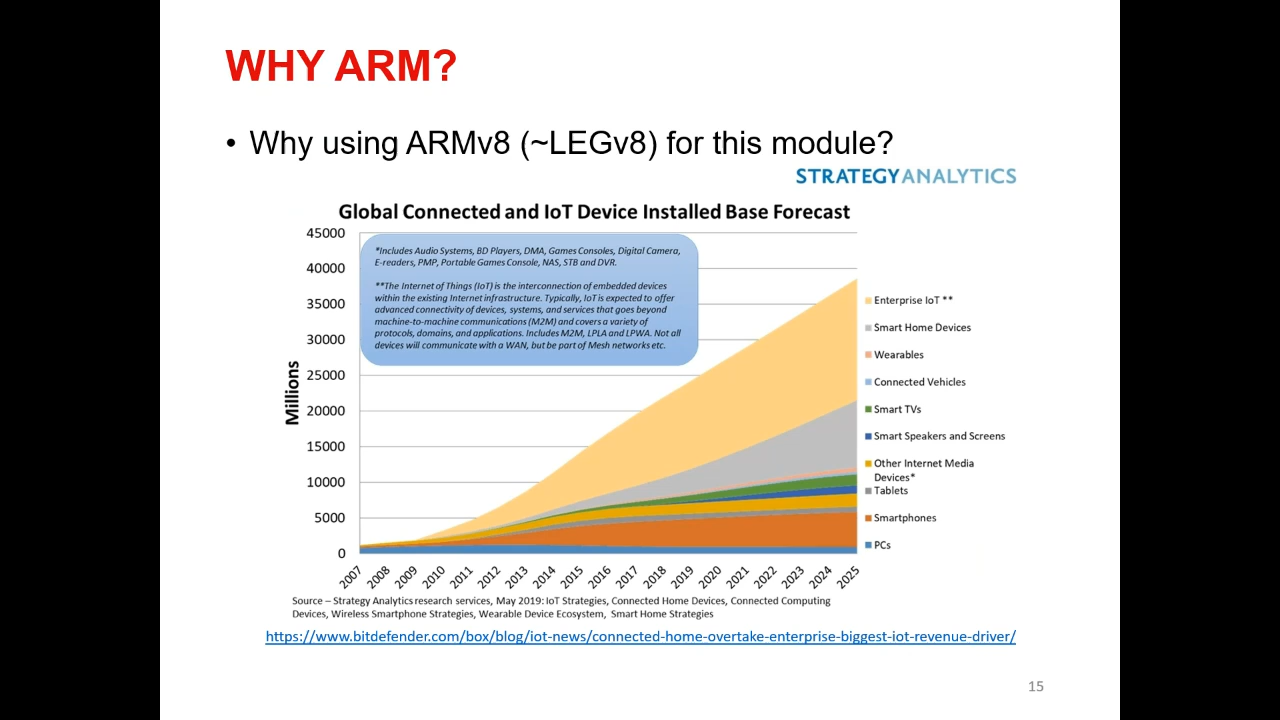 WHY ARM?
• Why using ARMv8 (~LEGv8) for this module?
STRATEGYANALYTICS
Global Connected and IoT Device Installed Base Forecast
45000
40000
35000
30000
25000
20000
15000
10000
5000
0
Millions
*Includes Audio Systems, BD Players, DMA, Games Consoles, Digital Camera,
E-readers, PMP, Portable Games Console, NAS, STB and DVR.
**The Internet of Things (IoT) is the interconnection of embedded devices
within the existing Internet infrastructure. Typically, IoT is expected to offer
advanced connectivity of devices, systems, and services that goes beyond
machine-to-machine communications (M2M) and covers a variety of
protocols, domains, and applications. Includes M2M, LPLA and LPWA. Not all
devices will communicate with a WAN, but be part of Mesh networks etc.
Enterprise IoT **
Smart Home Devices
Wearables
Connected Vehicles
Smart TVs
Smart Speakers and Screens
Other Internet Media
Devices*
Tablets
Smartphones
PCs
2007
2008
2009
2010
2011
2012
2013
2014
2015
2016
2017
2018
2019
2020
2021
2022
2023
2024
2025
Source – Strategy Analytics research services, May 2019: IoT Strategies, Connected Home Devices, Connected Computing
Devices, Wireless Smartphone Strategies, Wearable Device Ecosystem, Smart Home Strategies
https://www.bitdefender.com/box/blog/iot-news/connected-home-overtake-enterprise-biggest-iot-revenue-driver/
15